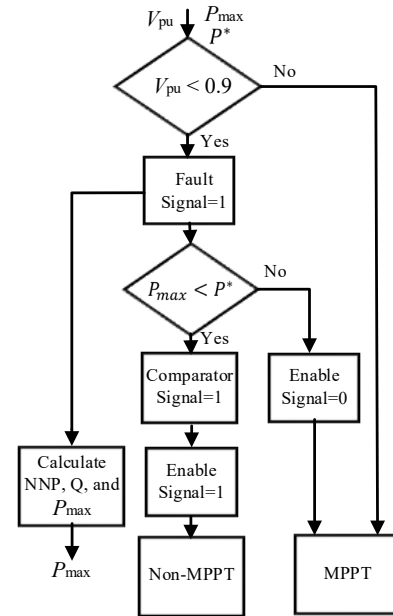 V_pu P_max
P*
V_pu < 0.9
No
Yes
Fault
Signal=1
P_max < P*
No
Yes
Comparator
Signal=1
Enable
Signal=0
Calculate
NNP, Q, and
P_max
Enable
Signal=1
P_max
Non-MPPT
MPPT